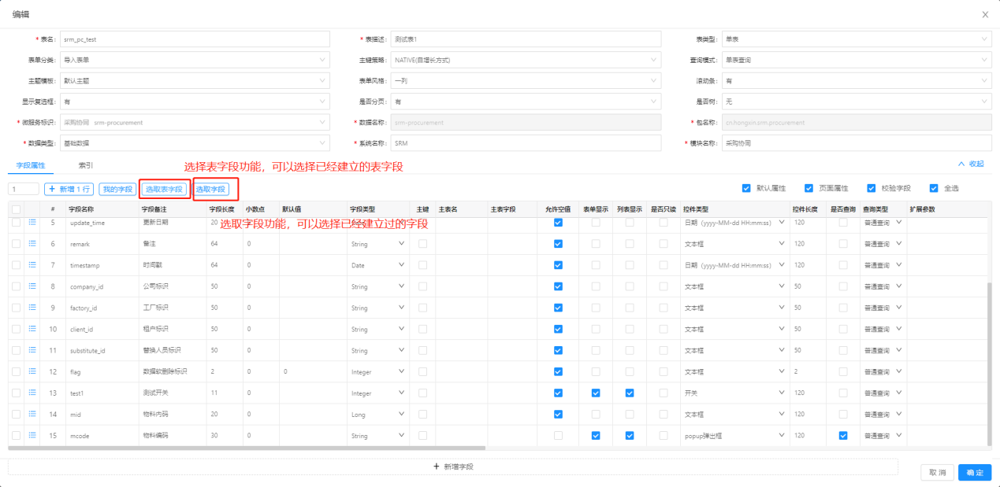 编辑
* 表名: srm_pc_test * 表描述: 测试表1 表类型: 单表
表单分类: 导入表单 主键策略: NATIVE(自增长方式) 查询模式: 单表查询
主题模板: 默认主题 表单风格: 一列 滚动条: 有
显示复选框: 有 是否分页: 有 是否树: 无
* 微服务标识: 采购协同 srm-procurement * 数据名称: srm-procurement * 包名称: cn.hongxin.srm.procurement
* 数据类型: 基础数据 * 系统名称: SRM * 模块名称: 采购协同
字段属性 索引 选择表字段功能，可以选择已经建立的表字段 收起
1 + 新增 1 行 我的字段 选取表字段 选取字段 默认属性 页面属性 校验字段 全选
# 字段名称 字段备注 字段长度 小数点 默认值 字段类型 主键 主表名 主表字段 允许空值 表单显示 列表显示 是否只读 控件类型 控件长度 是否查询 查询类型 扩展参数
选取字段功能，可以选择已经建立过的字段
5 update_time 更新日期 20 日期（yyyy-MM-dd HH:mm:ss） 120 普通查询
6 remark 备注 64 0 String 文本框 120 普通查询
7 timestamp 时间戳 64 0 Date 日期（yyyy-MM-dd HH:mm:ss） 120 普通查询
8 company_id 公司标识 50 0 String 文本框 50 普通查询
9 factory_id 工厂标识 50 0 String 文本框 50 普通查询
10 client_id 租户标识 50 0 String 文本框 50 普通查询
11 substitute_id 替换人员标识 50 0 String 文本框 50 普通查询
12 flag 数据软删除标识 2 0 0 Integer 文本框 2 普通查询
13 test1 测试开关 11 0 Integer 开关 120 普通查询
14 mid 物料内码 20 0 Long 文本框 120 普通查询
15 mcode 物料编码 30 0 String popup弹出框 120 普通查询
+ 新增字段
取 消 确 定